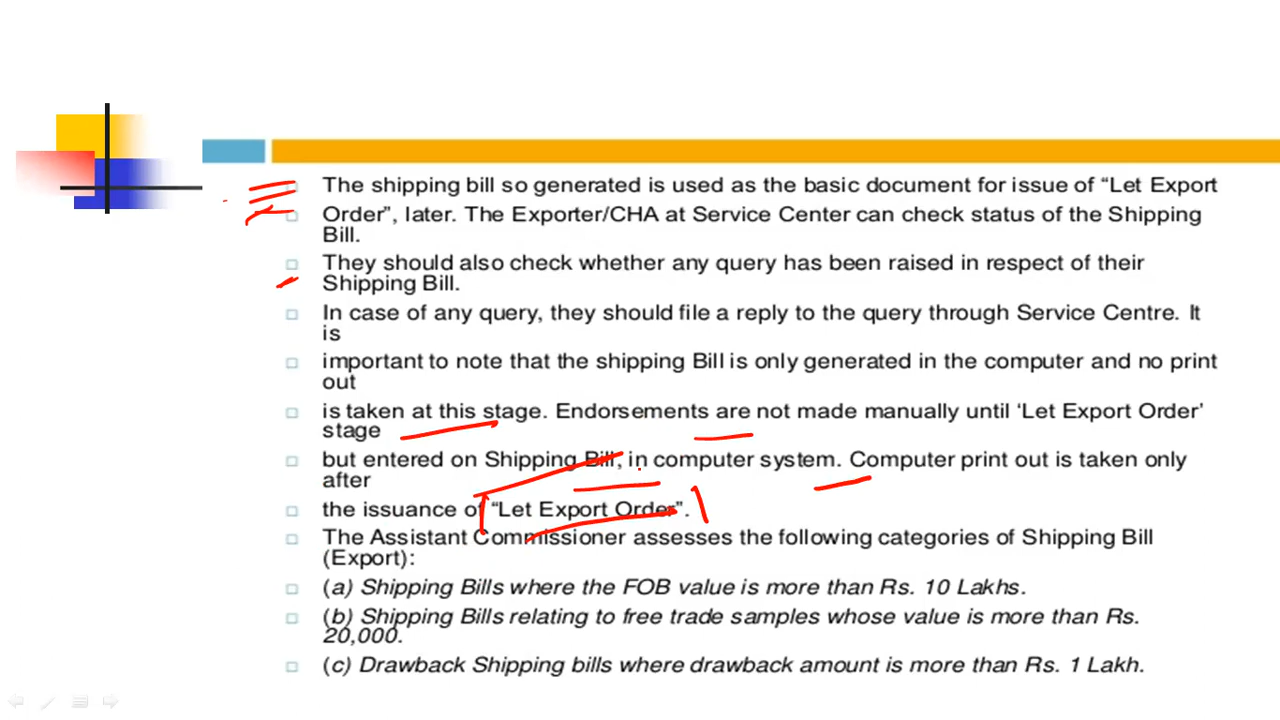 The shipping bill so generated is used as the basic document for issue of “Let Export
Order”, later. The Exporter/CHA at Service Center can check status of the Shipping
Bill.
They should also check whether any query has been raised in respect of their
Shipping Bill.
In case of any query, they should file a reply to the query through Service Centre. It
is
important to note that the shipping Bill is only generated in the computer and no print
out
is taken at this stage. Endorsements are not made manually until ‘Let Export Order’
stage
but entered on Shipping Bill, in computer system. Computer print out is taken only
after
the issuance of “Let Export Order”.
The Assistant Commissioner assesses the following categories of Shipping Bill
(Export):
(a) Shipping Bills where the FOB value is more than Rs. 10 Lakhs.
(b) Shipping Bills relating to free trade samples whose value is more than Rs.
20,000.
(c) Drawback Shipping bills where drawback amount is more than Rs. 1 Lakh.